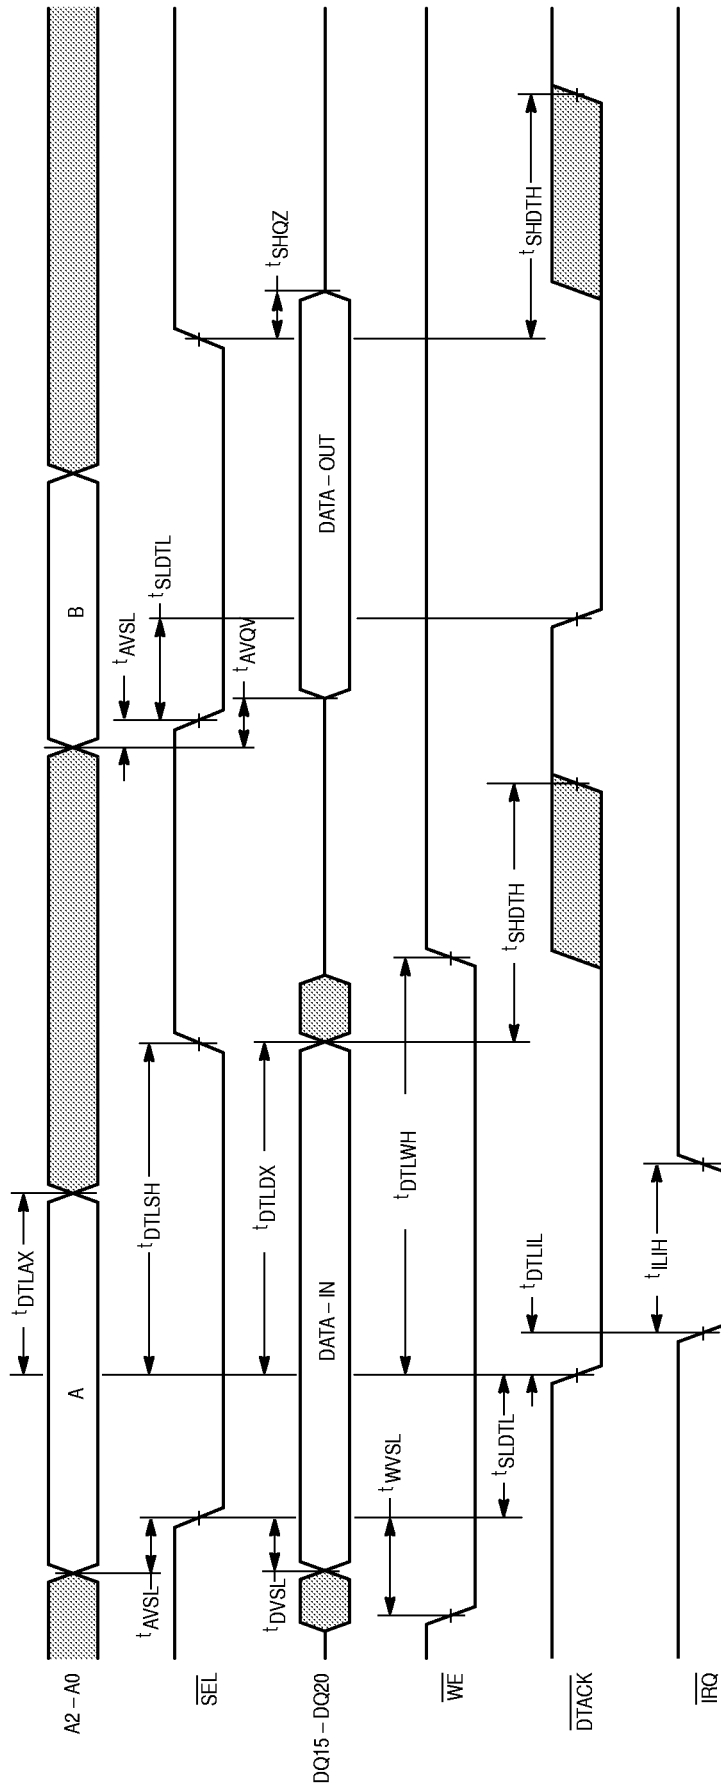 A2 – A0
SEL
DQ15 – DQ20
WE
DTACK
IRQ
A
B
tDTLAX
tAVSL
tDTLSH
tAVSL
tSLDTL
tAVQV
tDVSL
DATA – IN
tDTLDX
DATA – OUT
tSHQZ
tWVSL
tDTLWH
tSLDTL
tDTLIL
tSHDTH
tSHDTH
tILIH